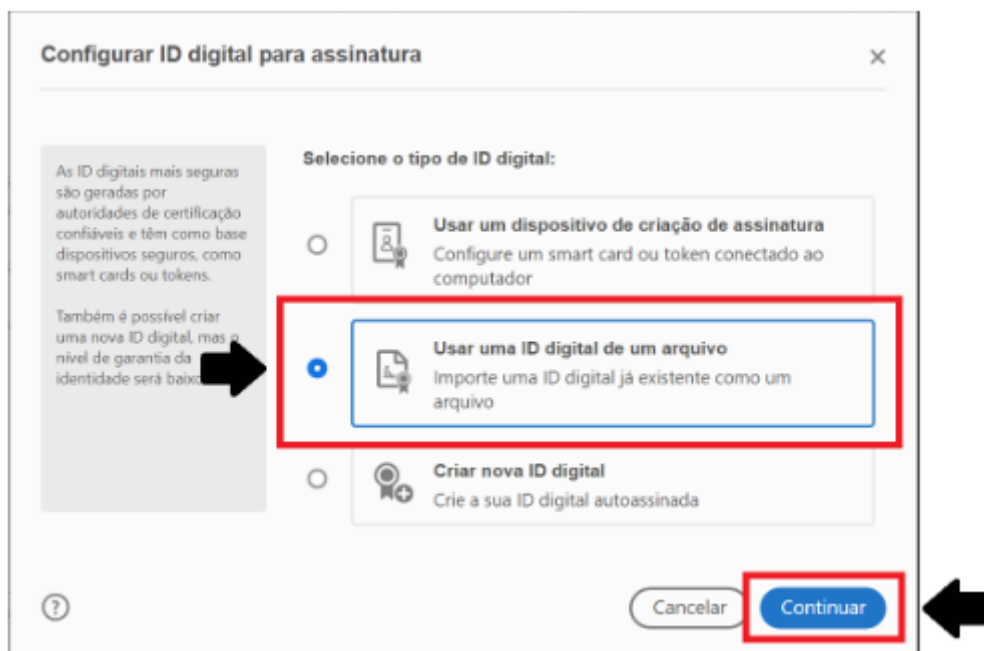 Configurar ID digital para assinatura
As ID digitais mais seguras
são geradas por
autoridades de certificação
confiáveis e têm como base
dispositivos seguros, como
smart cards ou tokens.
Também é possível criar
uma nova ID digital, mas o
nível de garantia da
identidade será
Selecione o tipo de ID digital:
Usar um dispositivo de criação de assinatura
Configure um smart card ou token conectado ao
computador
Usar uma ID digital de um arquivo
Importe uma ID digital já existente como um
arquivo
Criar nova ID digital
Crie a sua ID digital autoassinada
Cancelar
Continuar